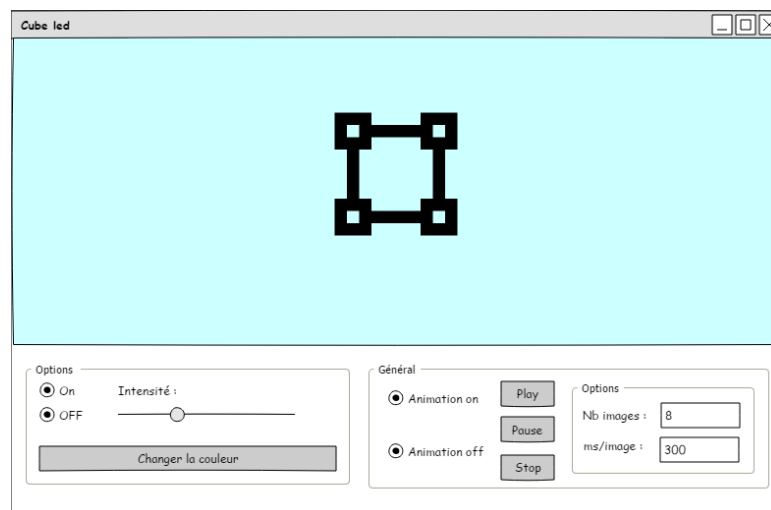 Cube led
Options
On
Intensité :
OFF
Changer la couleur
Général
Animation on
Play
Pause
Animation off
Stop
Options
Nb images :
8
ms/image :
300